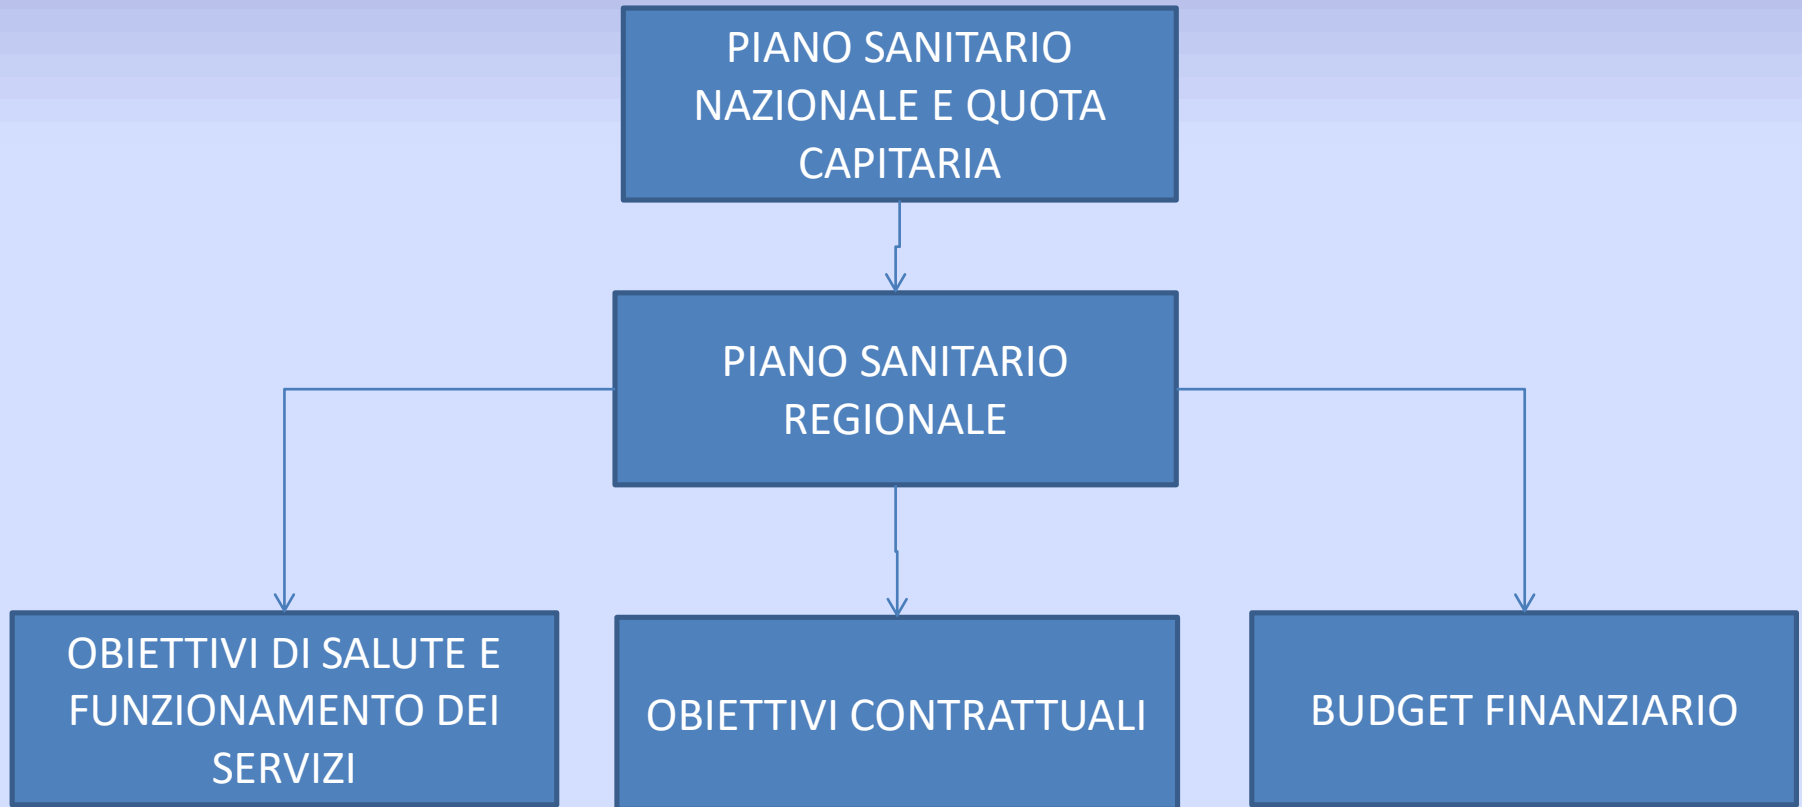 PIANO SANITARIO
NAZIONALE E QUOTA
CAPITARIA
PIANO SANITARIO
REGIONALE
OBIETTIVI DI SALUTE E
FUNZIONAMENTO DEI
SERVIZI
OBIETTIVI CONTRATTUALI
BUDGET FINANZIARIO